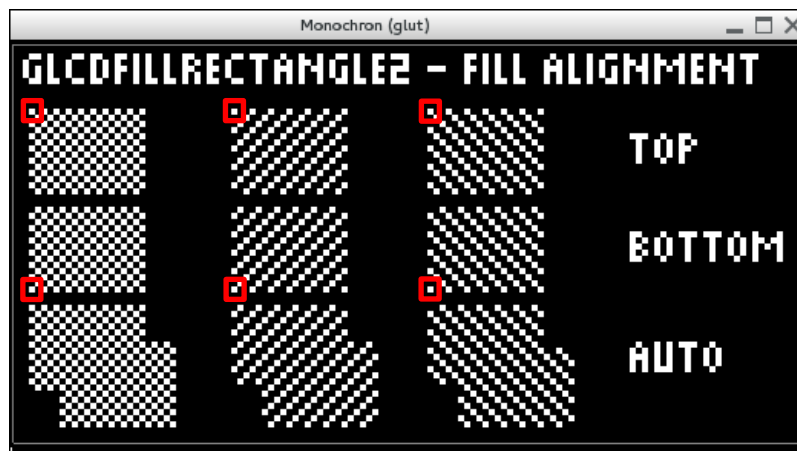 Monochron (glut)
GLCDFILLRECTANGLE2 - FILL ALIGNMENT
TOP
BOTTOM
AUTO